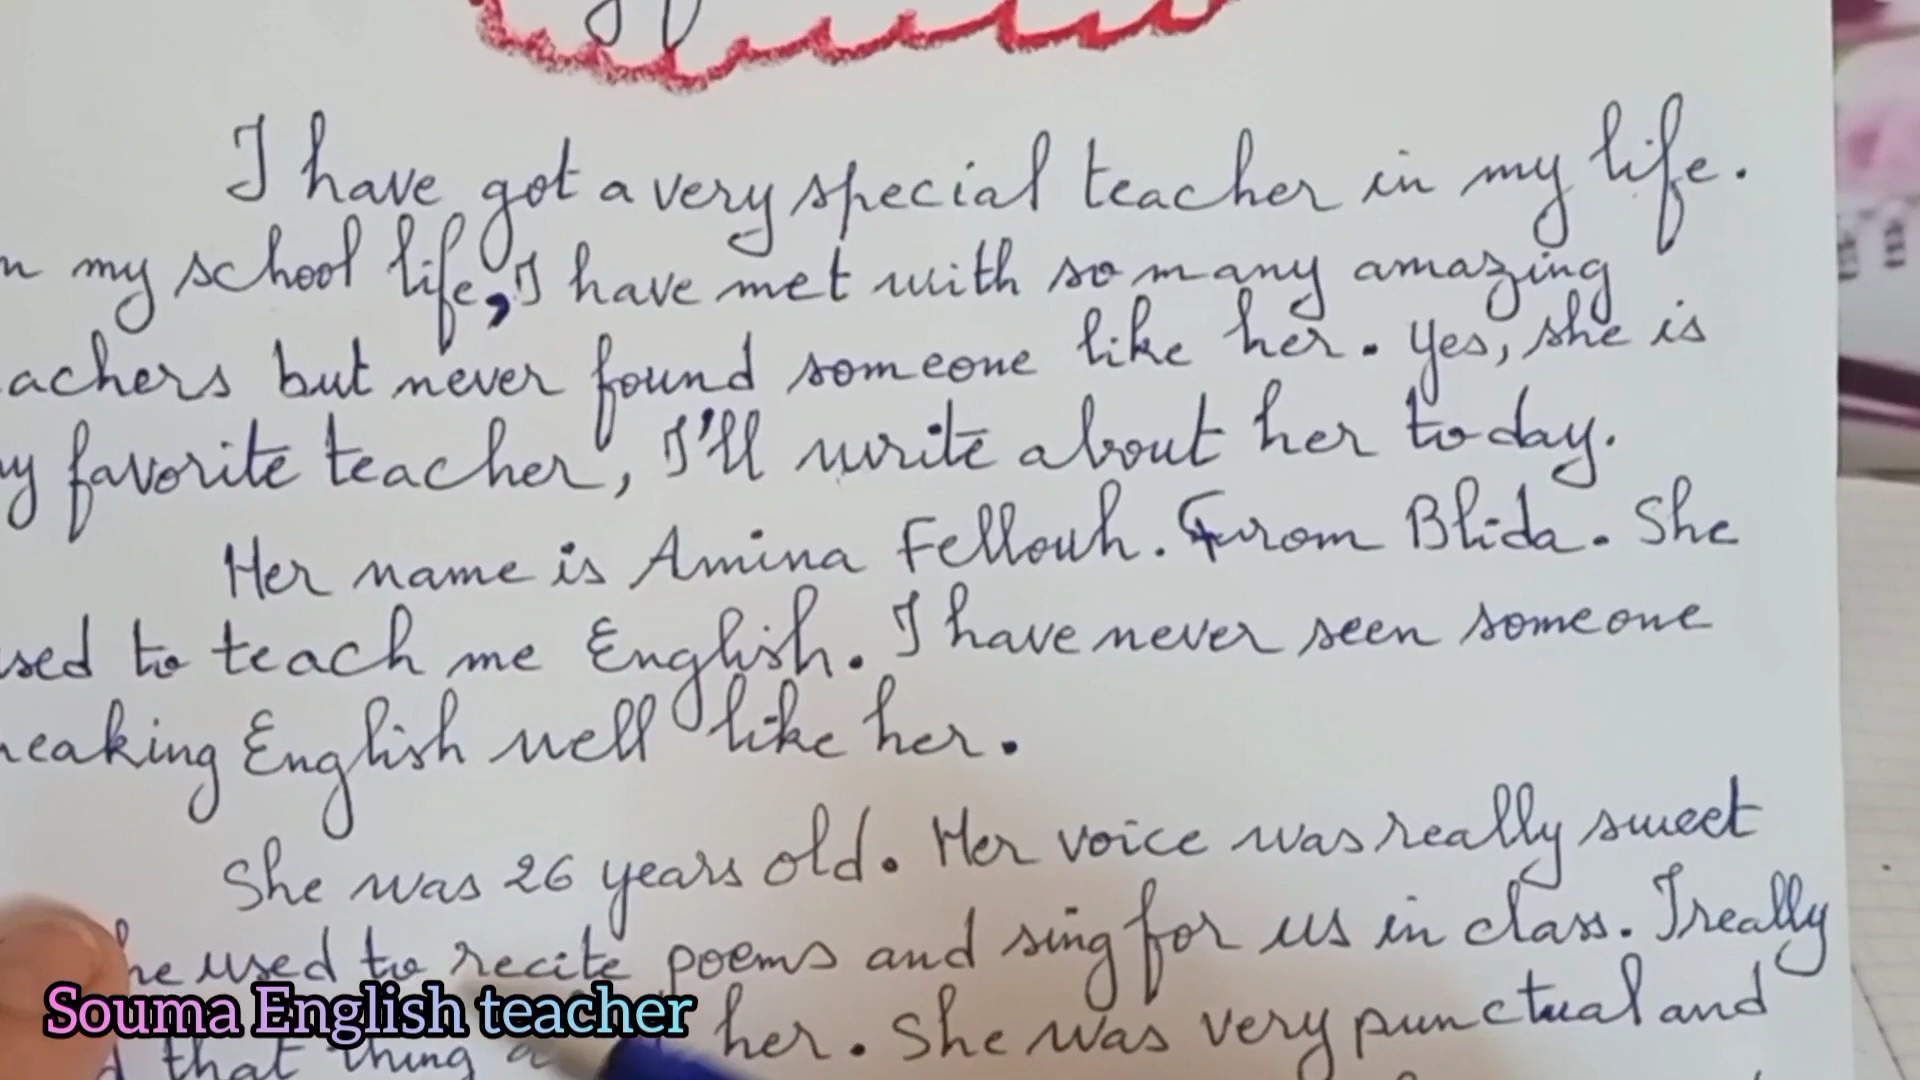 I have got a very special teacher in my life.
n my school life, I have met with so many amazing
achers but never found someone like her. Yes, she is
y favorite teacher, I'll write about her today.
Her name is Amina Fellouh. From Blida. She
sed to teach me English. I have never seen someone
eaking English well like her.
She was 26 years old. Her voice was really sweet
he used to recite poems and sing for us in class. I really
Souma English teacher
that thing her. She was very punctual and